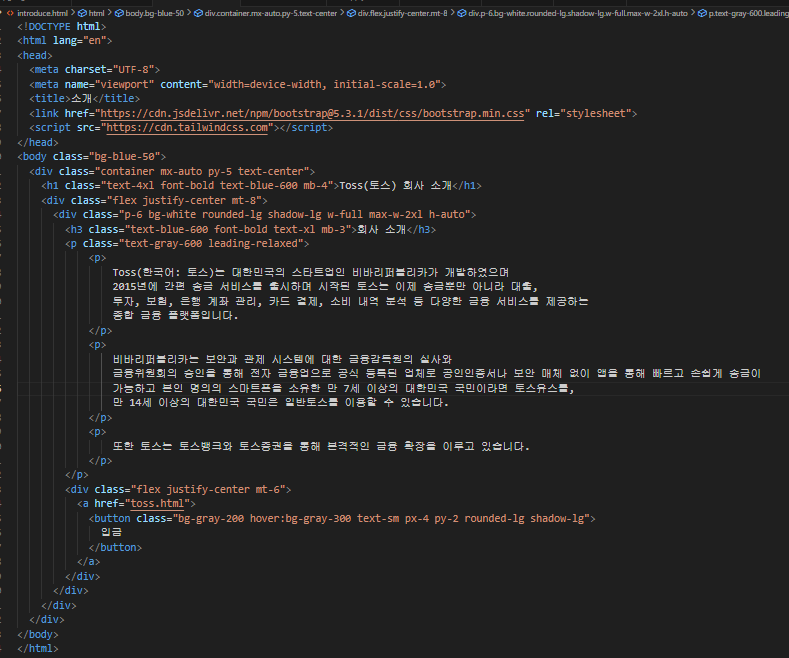 introduce.html > html > body.bg-blue-50 > div.container.mx-auto.py-5.text-center > div.flex.justify-center.mt-8 > div.p-6.bg-white.rounded-lg.shadow-lg.w-full.max-w-2xl.h-auto > p.text-gray-600.leading
<!DOCTYPE html>
<html lang="en">
<head>
<meta charset="UTF-8">
<meta name="viewport" content="width=device-width, initial-scale=1.0">
<title>소개</title>
<link href="https://cdn.jsdelivr.net/npm/bootstrap@5.3.1/dist/css/bootstrap.min.css" rel="stylesheet">
<script src="https://cdn.tailwindcss.com"></script>
</head>
<body class="bg-blue-50">
<div class="container mx-auto py-5 text-center">
<h1 class="text-4xl font-bold text-blue-600 mb-4">Toss(토스) 회사 소개</h1>
<div class="flex justify-center mt-8">
<div class="p-6 bg-white rounded-lg shadow-lg w-full max-w-2xl h-auto">
<h3 class="text-blue-600 font-bold text-xl mb-3">회사 소개</h3>
<p class="text-gray-600 leading-relaxed">
<p>
Toss(한국어: 토스)는 대한민국의 스타트업인 비바리퍼블리카가 개발하였으며
2015년에 간편 송금 서비스를 출시하며 시작된 토스는 이제 송금뿐만 아니라 대출,
투자, 보험, 은행 계좌 관리, 카드 결제, 소비 내역 분석 등 다양한 금융 서비스를 제공하는
종합 금융 플랫폼입니다.
</p>
<p>
비바리퍼블리카는 보안과 관제 시스템에 대한 금융감독원의 실사와
금융위원회의 승인을 통해 전자 금융업으로 공식 등록된 업체로 공인인증서나 보안 매체 없이 앱을 통해 빠르고 손쉽게 송금이
가능하고 본인 명의의 스마트폰을 소유한 만 7세 이상의 대한민국 국민이라면 토스유스를,
만 14세 이상의 대한민국 국민은 일반토스를 이용할 수 있습니다.
</p>
<p>
또한 토스는 토스뱅크와 토스증권을 통해 본격적인 금융 확장을 이루고 있습니다.
</p>
</p>
<div class="flex justify-center mt-6">
<a href="toss.html">
<button class="bg-gray-200 hover:bg-gray-300 text-sm px-4 py-2 rounded-lg shadow-lg">
입금
</button>
</a>
</div>
</div>
</div>
</div>
</body>
</html>